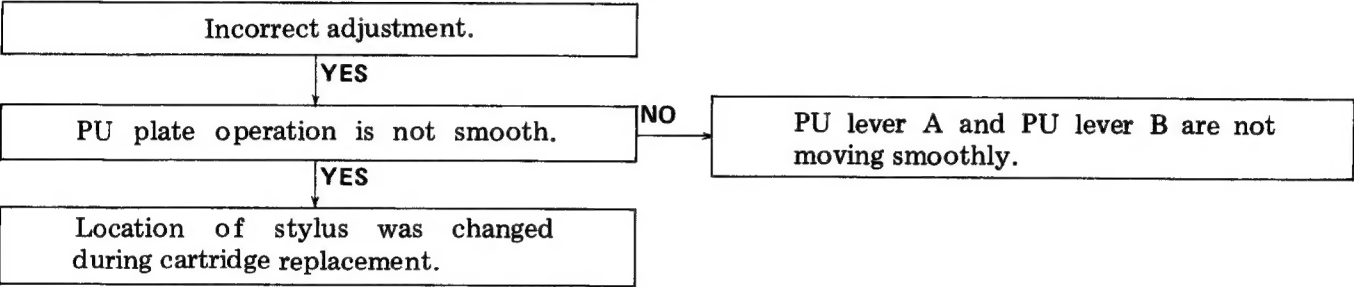 Incorrect adjustment.
YES
PU plate operation is not smooth.
NO
PU lever A and PU lever B are not
moving smoothly.
YES
Location of stylus was changed
during cartridge replacement.